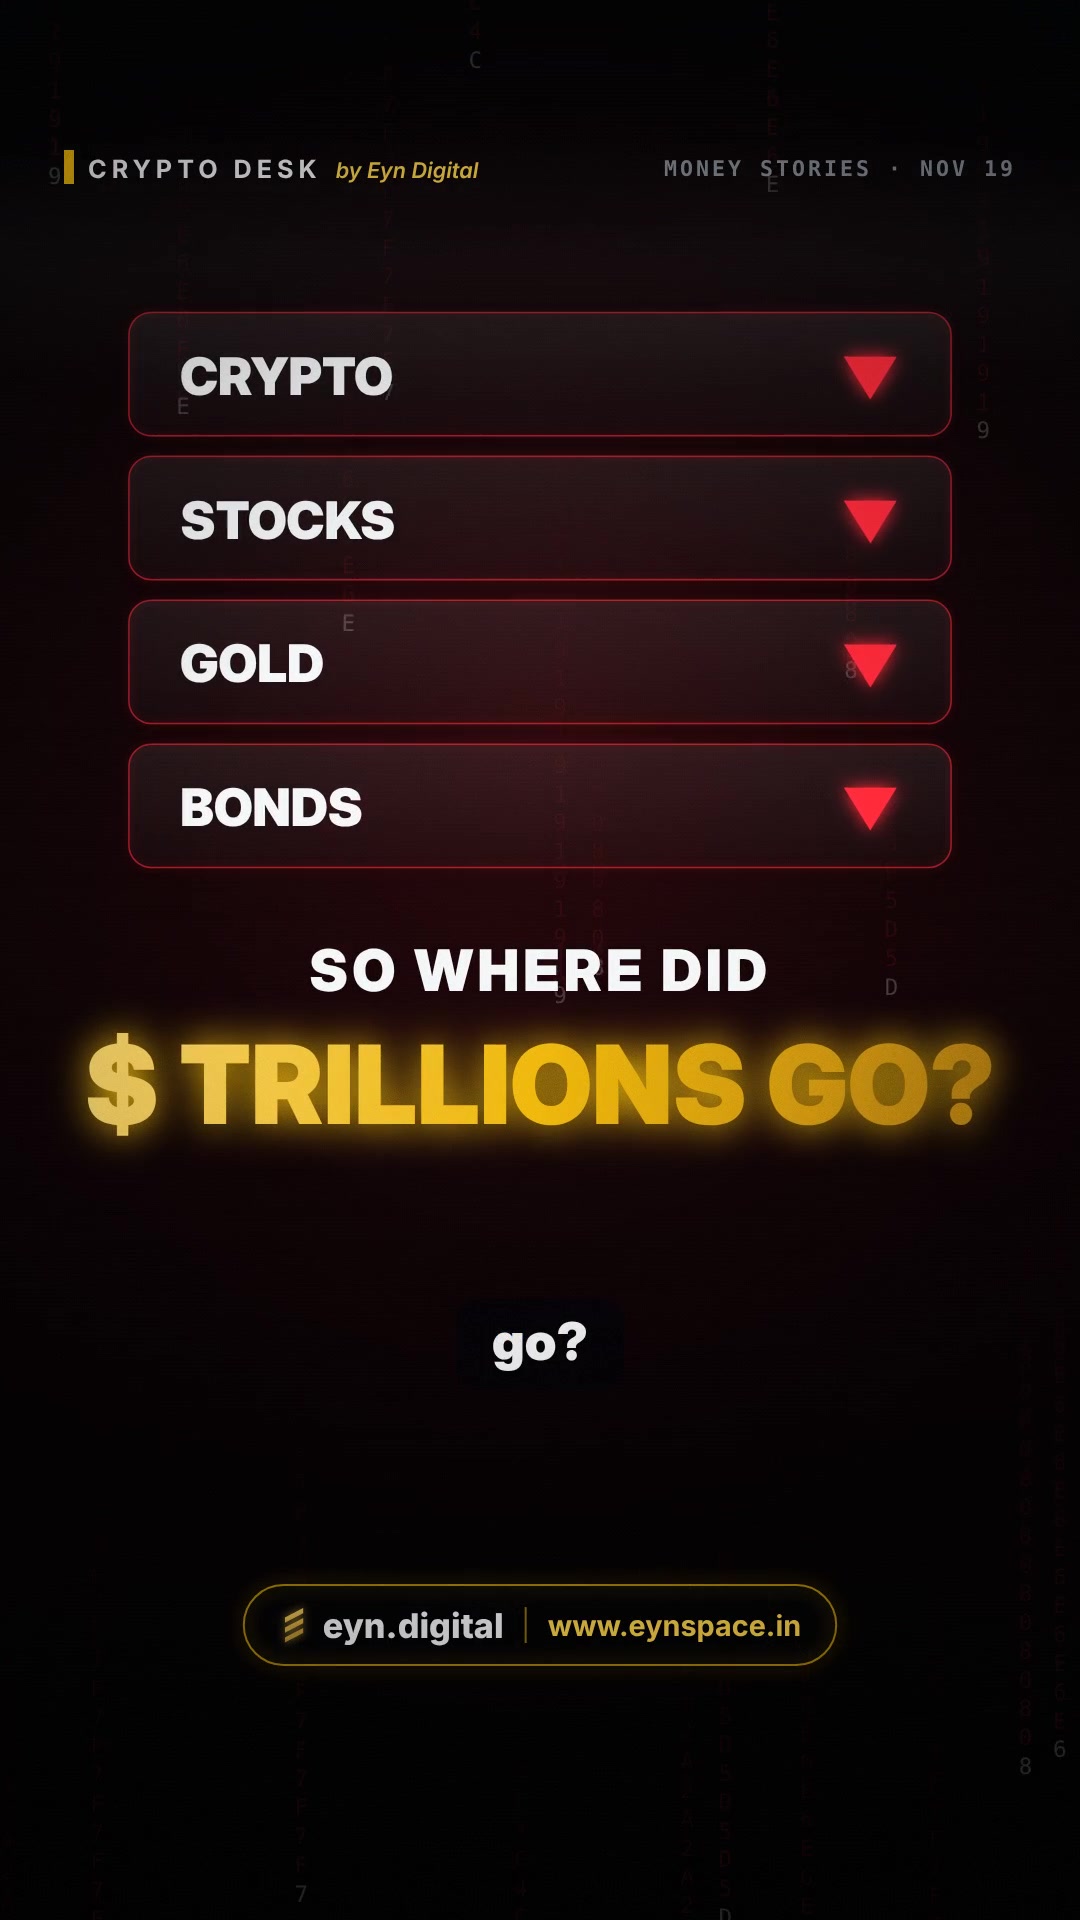 CRYPTO DESK by Eyn Digital
MONEY STORIES · NOV 19
CRYPTO
STOCKS
GOLD
BONDS
SO WHERE DID
$ TRILLIONS GO?
go?
eyn.digital | www.eynspace.in